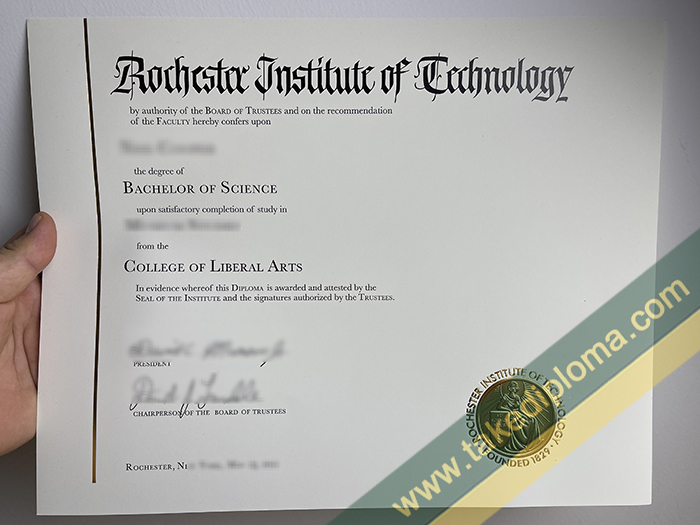 Rochester Institute of Technology
by authority of the BOARD OF TRUSTEES and on the recommendation
of the FACULTY hereby confers upon
the degree of
BACHELOR OF SCIENCE
upon satisfactory completion of study in
from the
COLLEGE OF LIBERAL ARTS
In evidence whereof this DIPLOMA is awarded and attested by the
SEAL OF THE INSTITUTE and the signatures authorized by the TRUSTEES.
PRESIDENT
CHAIRPERSON OF THE BOARD OF TRUSTEES
ROCHESTER,
ROCHESTER INSTITUTE OF TECHNOLOGY
FOUNDED 1829
www.takediploma.com